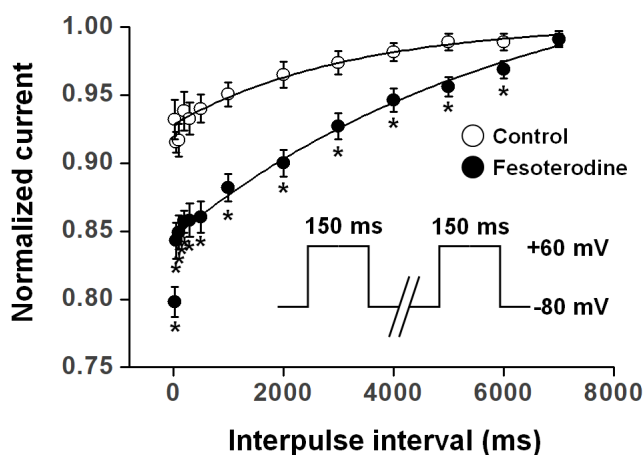 Normalized current
1.00
0.95
0.90
0.85
0.80
0.75
Control
Fesoterodine
* * * * * * * * * * * *
150 ms
150 ms
+60 mV
-80 mV
0
2000
4000
6000
8000
Interpulse interval (ms)